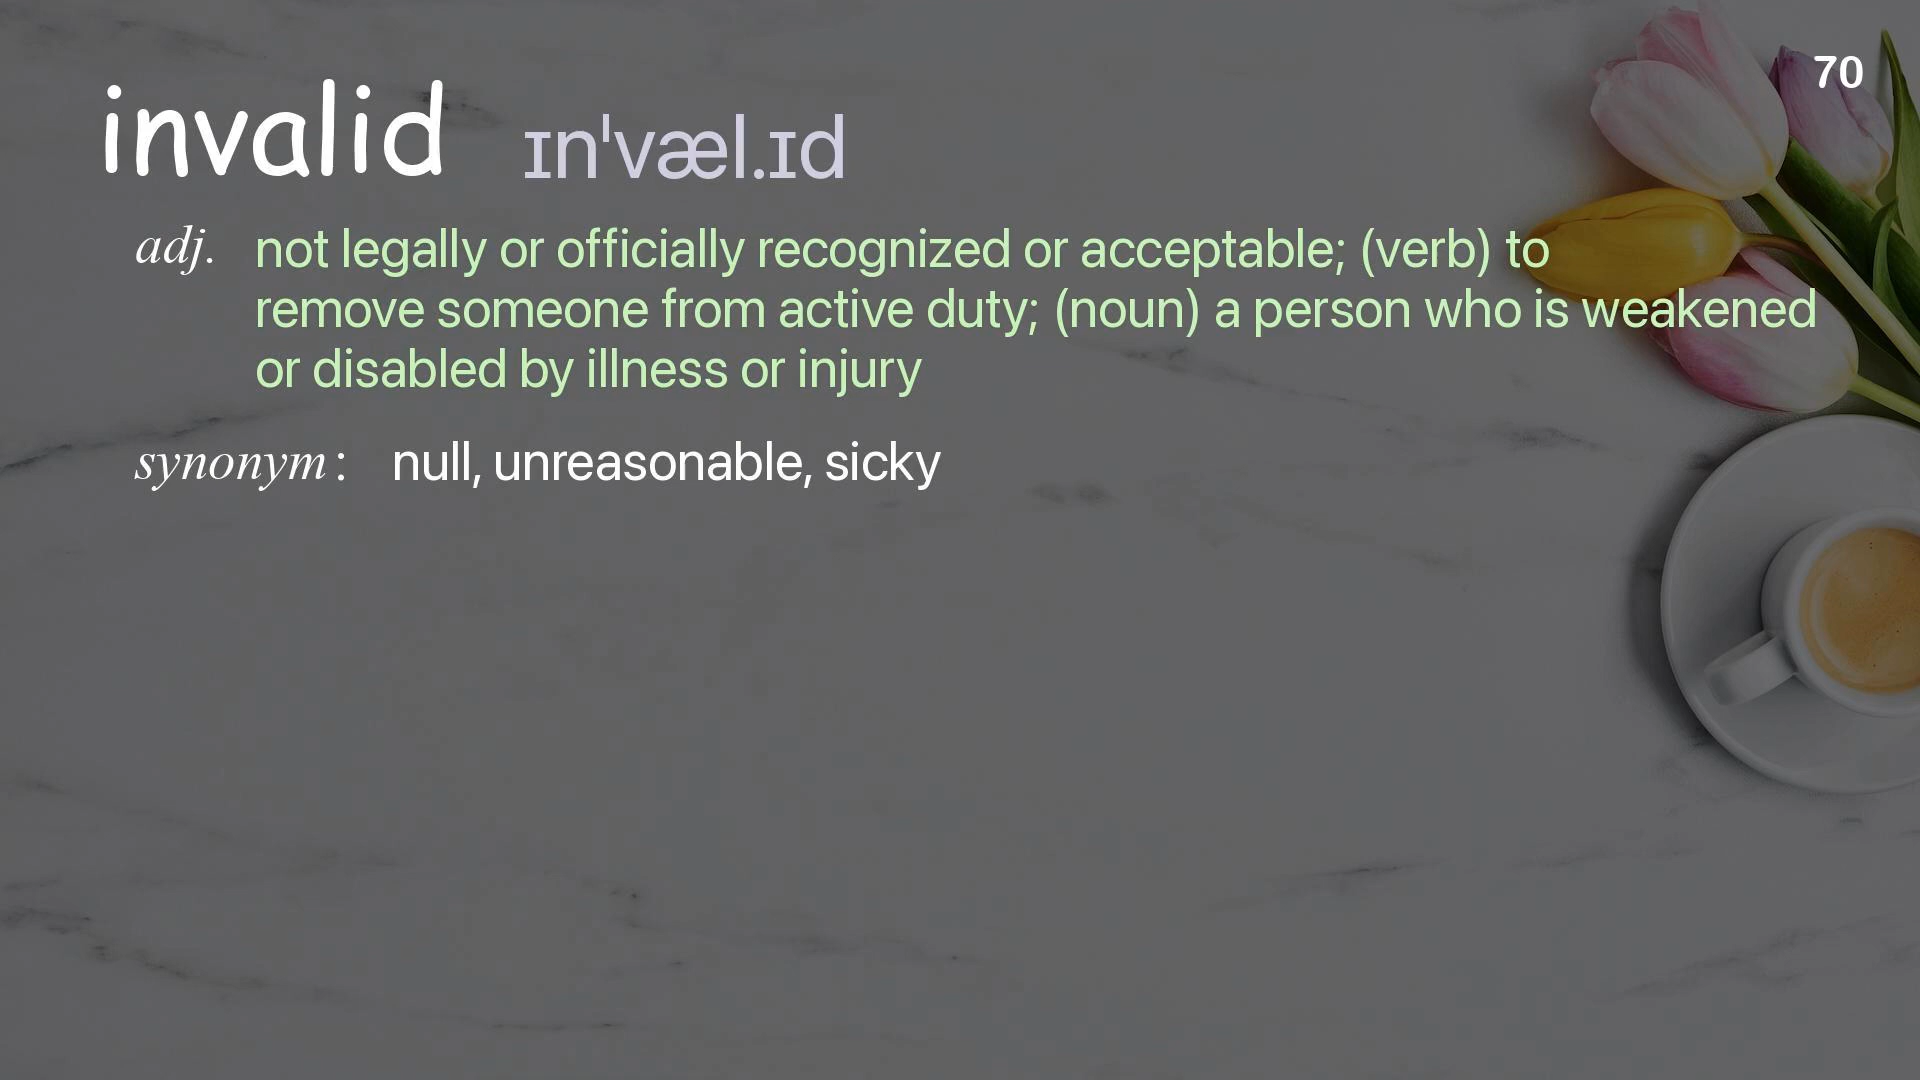 70
invalid ɪnˈvæl.ɪd
adj. not legally or officially recognized or acceptable; (verb) to
remove someone from active duty; (noun) a person who is weakened
or disabled by illness or injury
synonym : null, unreasonable, sicky